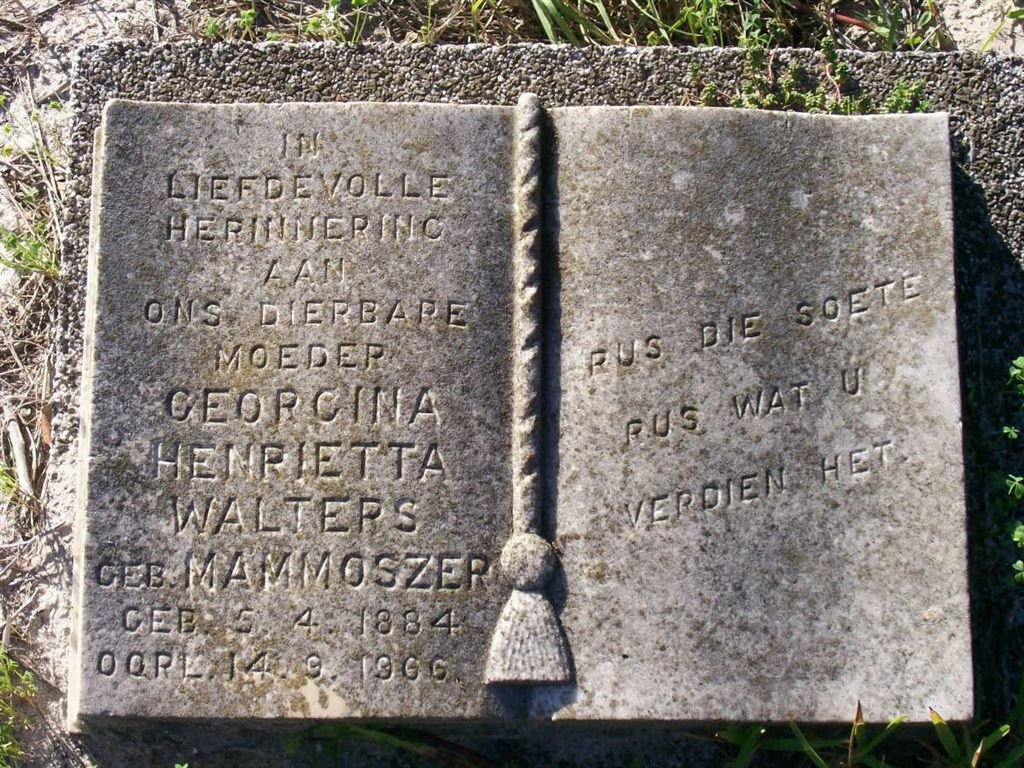 IN
LIEFDEVOLLE
HERINNERING
AAN
ONS DIERBARE
MOEDER
GEORGINA
HENRIETTA
WALTERS
GEB. MAMMOSZER
GEB. 5. 4. 1884
OORL. 14. 9. 1966.
RUS DIE SOETE
RUS WAT U
VERDIEN HET.